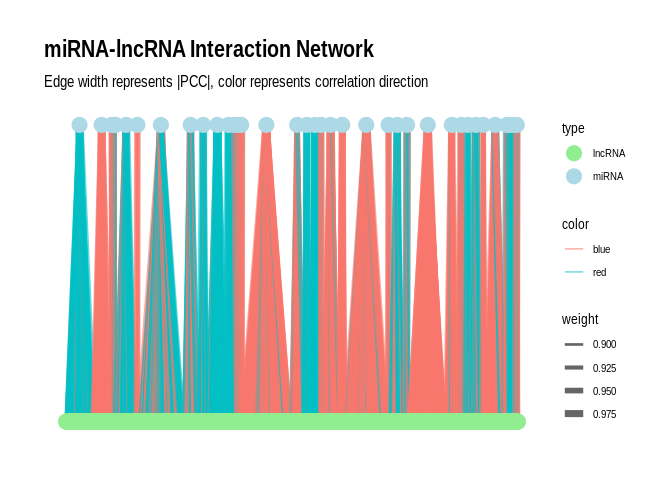 miRNA-lncRNA Interaction Network
Edge width represents |PCC|, color represents correlation direction
type
lncRNA
miRNA
color
blue
red
weight
0.900
0.925
0.950
0.975